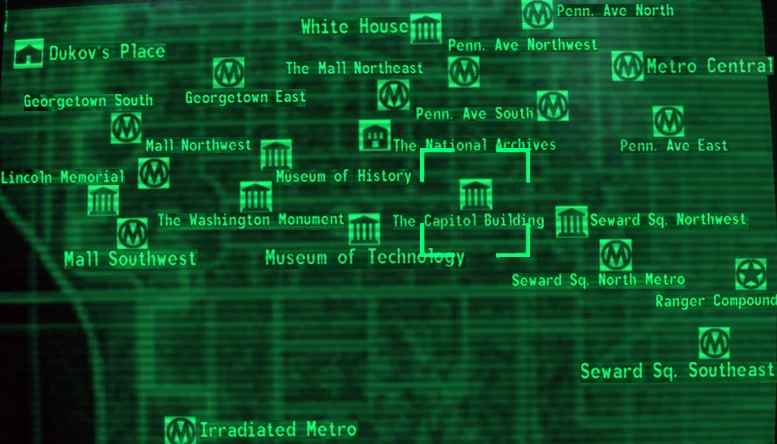 Penn. Ave North
White House
Penn. Ave Northwest
Dukov's Place
The Mall Northeast
Metro Central
Georgetown South
Georgetown East
Penn. Ave South
Mall Northwest
The National Archives
Penn. Ave East
Lincoln Memorial
Museum of History
The Washington Monument
The Capitol Building
Seward Sq. Northwest
Mall Southwest
Museum of Technology
Seward Sq. North Metro
Ranger Compound
Seward Sq. Southeast
Irradiated Metro